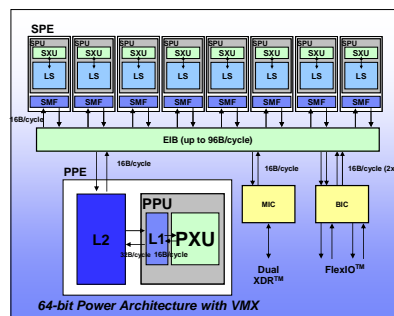 SPE
SPU SPU SPU SPU SPU SPU SPU SPU
SXU SXU SXU SXU SXU SXU SXU SXU
LS LS LS LS LS LS LS LS
SMF SMF SMF SMF SMF SMF SMF SMF
16B/cycle
EIB (up to 96B/cycle)
16B/cycle 16B/cycle 16B/cycle (2x)
PPE
PPU
MIC BIC
L2 L1 PXU
32B/cycle 16B/cycle
Dual
XDR™
FlexIO™
64-bit Power Architecture with VMX